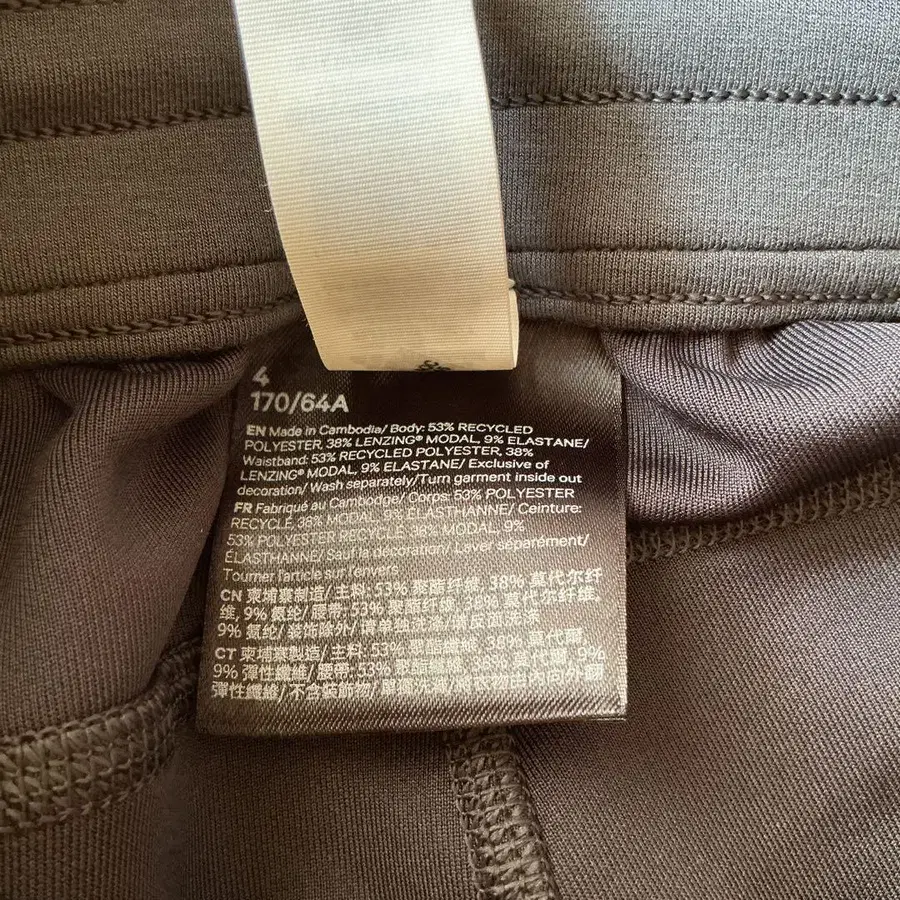 4
170/64A
EN Made in Cambodia/ Body: 53% RECYCLED
POLYESTER, 38% LENZING® MODAL, 9% ELASTANE/
Waistband: 53% RECYCLED POLYESTER, 38%
LENZING® MODAL, 9% ELASTANE/ Exclusive of
decoration/ Wash separately/Turn garment inside out
FR Fabriqué au Cambodge/ Corps: 53% POLYESTER
RECYCLÉ, 38% MODAL, 9% ÉLASTHANNE/ Ceinture:
53% POLYESTER RECYCLÉ, 38% MODAL, 9%
ÉLASTHANNE/ Sauf la décoration/ Laver séparément/
Tourner l'article sur l'envers
CN 柬埔寨制造/ 主料: 53% 聚酯纤维, 38% 莫代尔纤
维, 9% 氨纶/ 腰带: 53% 聚酯纤维, 38% 莫代尔纤维,
9% 氨纶/ 装饰除外/ 请单独洗涤/ 请反面洗涤
CT 柬埔寨製造/ 主料: 53% 聚酯纖維, 38% 莫代爾,
9% 彈性纖維/ 腰帶: 53% 聚酯纖維, 38% 莫代爾, 9%
彈性纖維/ 不含裝飾物/ 單獨洗滌/ 將衣物由內向外翻